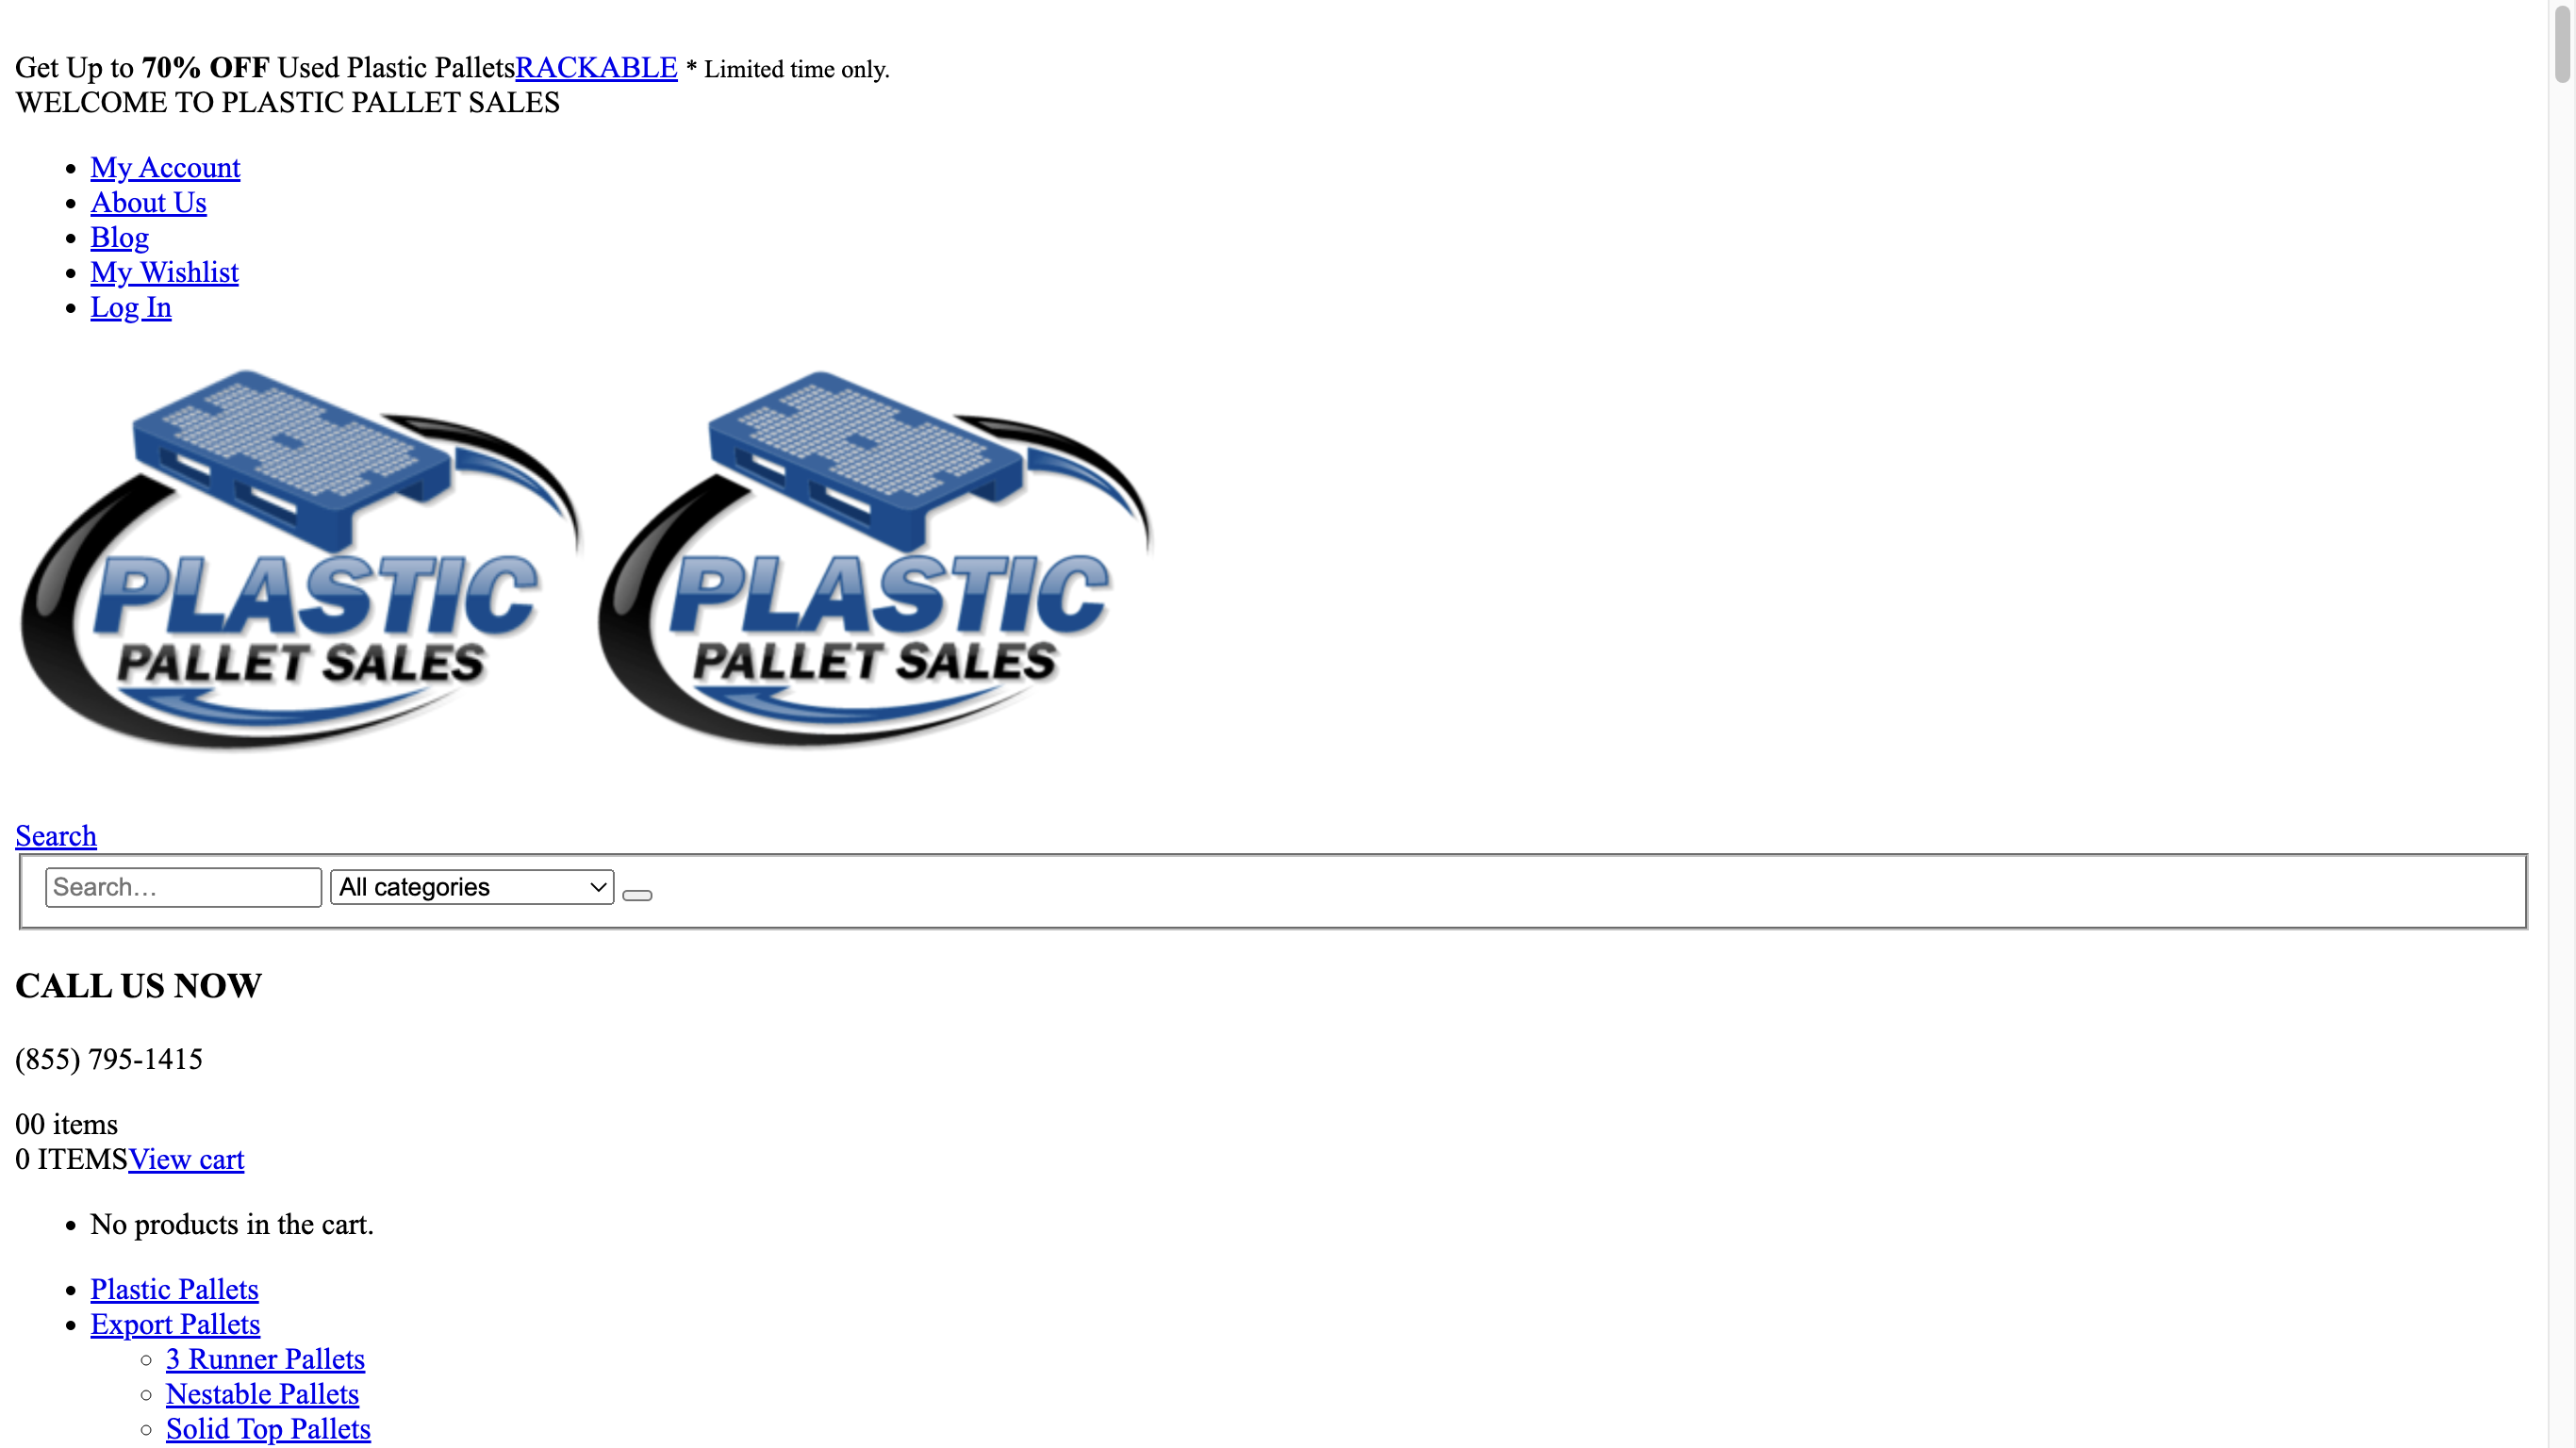 Get Up to 70% OFF Used Plastic PalletsRACKABLE * Limited time only.
WELCOME TO PLASTIC PALLET SALES
My Account
About Us
Blog
My Wishlist
Log In
PLASTIC
PALLET SALES
PLASTIC
PALLET SALES
Search
Search...
All categories
CALL US NOW
(855) 795-1415
00 items
0 ITEMSView cart
No products in the cart.
Plastic Pallets
Export Pallets
3 Runner Pallets
Nestable Pallets
Solid Top Pallets